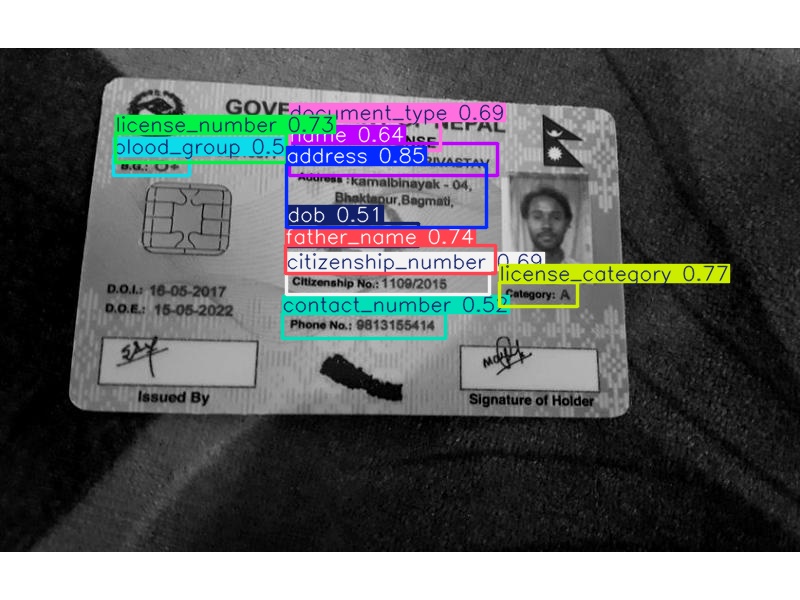 GOVE
document_type 0.69
NEPAL
license_number 0.73
name 0.64
NSE
blood_group 0.5
address 0.85
RIVASTAV
B.G.: O+
Address : kamalbinayak - 04,
Bhaktapur,Bagmati,
dob 0.51
father_name 0.74
citizenship_number 0.69
license_category 0.77
D.O.I.: 16-05-2017
Citizenship No.: 1109/2015
Category: A
contact_number 0.52
D.O.E.: 15-05-2022
Phone No.: 9813155414
Issued By
Signature of Holder